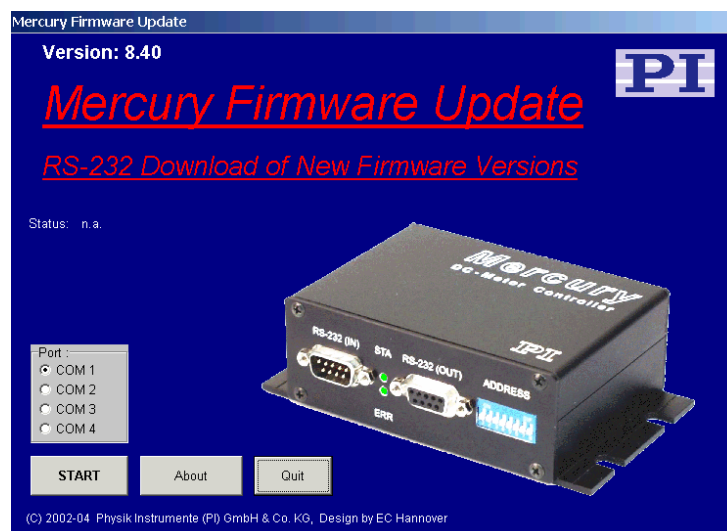 Mercury Firmware Update
Version: 8.40
PI
Mercury Firmware Update
RS-232 Download of New Firmware Versions
Status: n.a.
Mercury
DC-Motor Controller
PI
RS-232 (IN)
STA
RS-232 (OUT)
ADDRESS
ERR
Port :
COM 1
COM 2
COM 3
COM 4
START
About
Quit
(C) 2002-04 Physik Instrumente (PI) GmbH & Co. KG, Design by EC Hannover